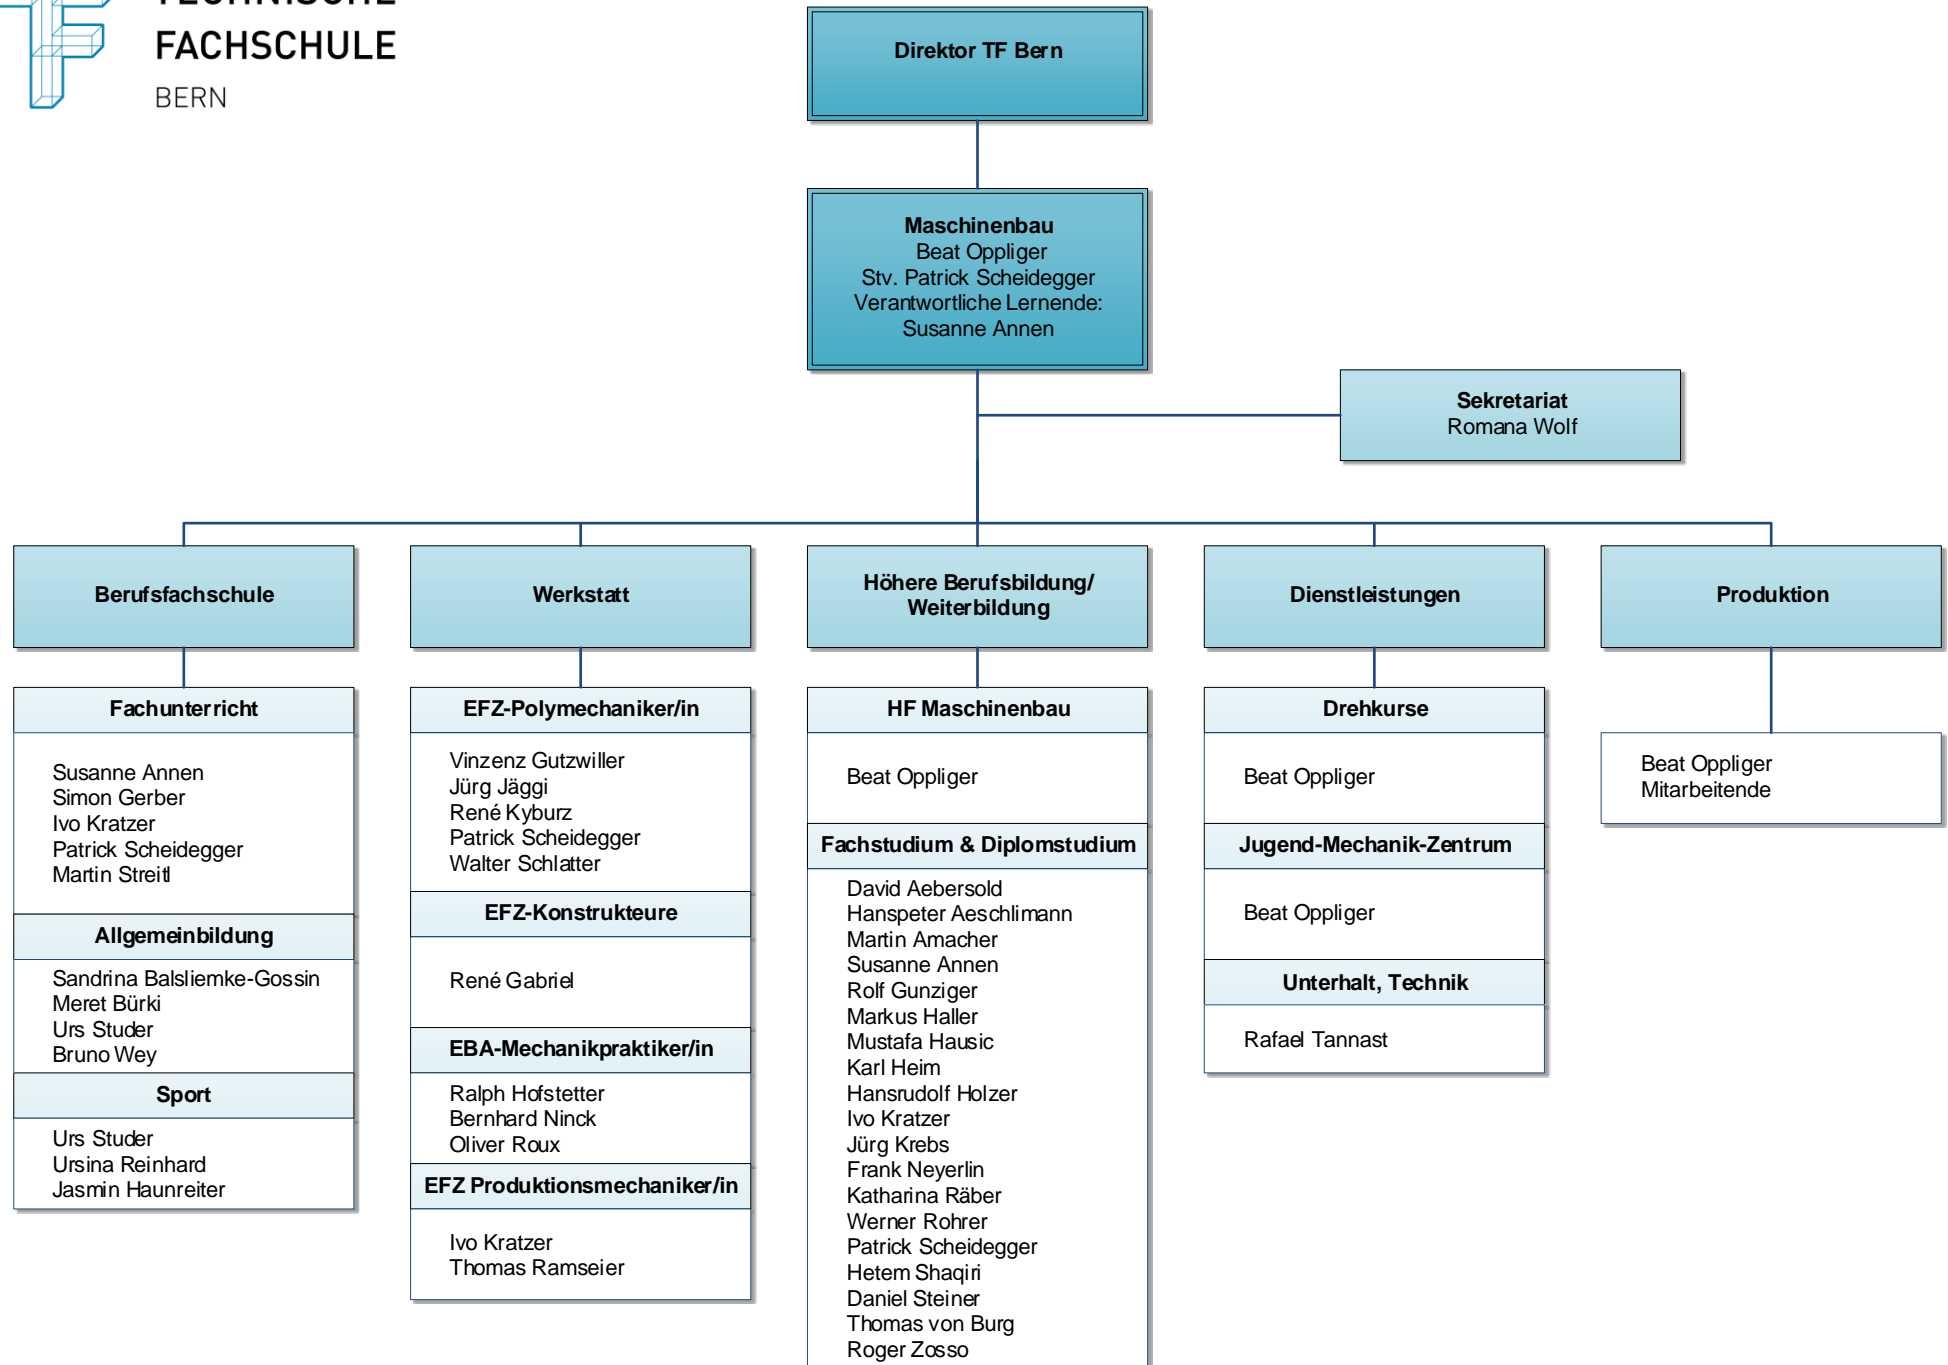 TECHNISCHE
FACHSCHULE
BERN
Direktor TF Bern
Maschinenbau
Beat Oppliger
Stv. Patrick Scheidegger
Verantwortliche Lernende:
Susanne Annen
Sekretariat
Romana Wolf
Berufsfachschule
Fachunterricht
Susanne Annen
Simon Gerber
Ivo Kratzer
Patrick Scheidegger
Martin Streitl
Allgemeinbildung
Sandrina Balsliemke-Gossin
Meret Bürki
Urs Studer
Bruno Wey
Sport
Urs Studer
Ursina Reinhard
Jasmin Haunreiter
Werkstatt
EFZ-Polymechaniker/in
Vinzenz Gutzwiller
Jürg Jäggi
René Kyburz
Patrick Scheidegger
Walter Schlatter
EFZ-Konstrukteure
René Gabriel
EBA-Mechanikpraktiker/in
Ralph Hofstetter
Bernhard Ninck
Oliver Roux
EFZ Produktionsmechaniker/in
Ivo Kratzer
Thomas Ramseier
Höhere Berufsbildung/
Weiterbildung
HF Maschinenbau
Beat Oppliger
Fachstudium & Diplomstudium
David Aebersold
Hanspeter Aeschlimann
Martin Amacher
Susanne Annen
Rolf Gunziger
Markus Haller
Mustafa Hausic
Karl Heim
Hansrudolf Holzer
Ivo Kratzer
Jürg Krebs
Frank Neyerlin
Katharina Räber
Werner Rohrer
Patrick Scheidegger
Hetem Shaqiri
Daniel Steiner
Thomas von Burg
Roger Zosso
Dienstleistungen
Drehkurse
Beat Oppliger
Jugend-Mechanik-Zentrum
Beat Oppliger
Unterhalt, Technik
Rafael Tannast
Produktion
Beat Oppliger
Mitarbeitende